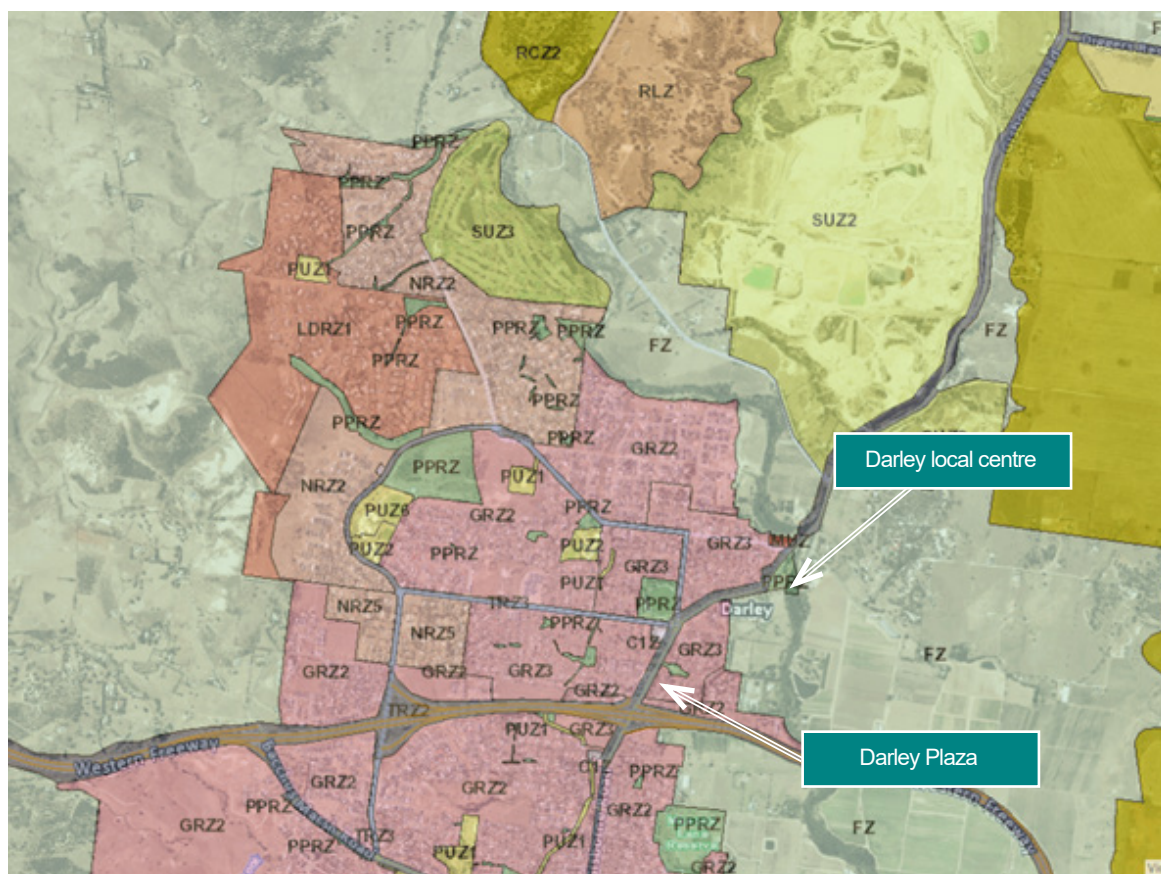 RCZ2
RLZ
Western Freeway
PPRZ
PPRZ
PPRZ
SUZ3
SUZ2
PUZ1
NRZ2
LDRZ1
PPRZ
PPRZ
PPRZ
FZ
FZ
PPRZ
PPRZ
PPRZ
PPRZ
GRZ2
Darley local centre
PPRZ
PUZ1
NRZ2
PUZ6
GRZ2
PPRZ
PUZ2
PPRZ
PUZ2
GRZ3
MUZ
PUZ1
GRZ3
NRZ5
TRZ3
PPRZ
Darley
NRZ5
PPRZ
C1Z
GRZ3
FZ
GRZ2
GRZ2
GRZ3
GRZ2
GRZ2
TRZ2
PUZ1
GRZ3
Darley Plaza
GRZ2
GRZ2
PPRZ
PPRZ
GRZ2
GRZ2
PPRZ
TRZ3
PPRZ
PUZ1
PUZ1
FZ
GRZ2